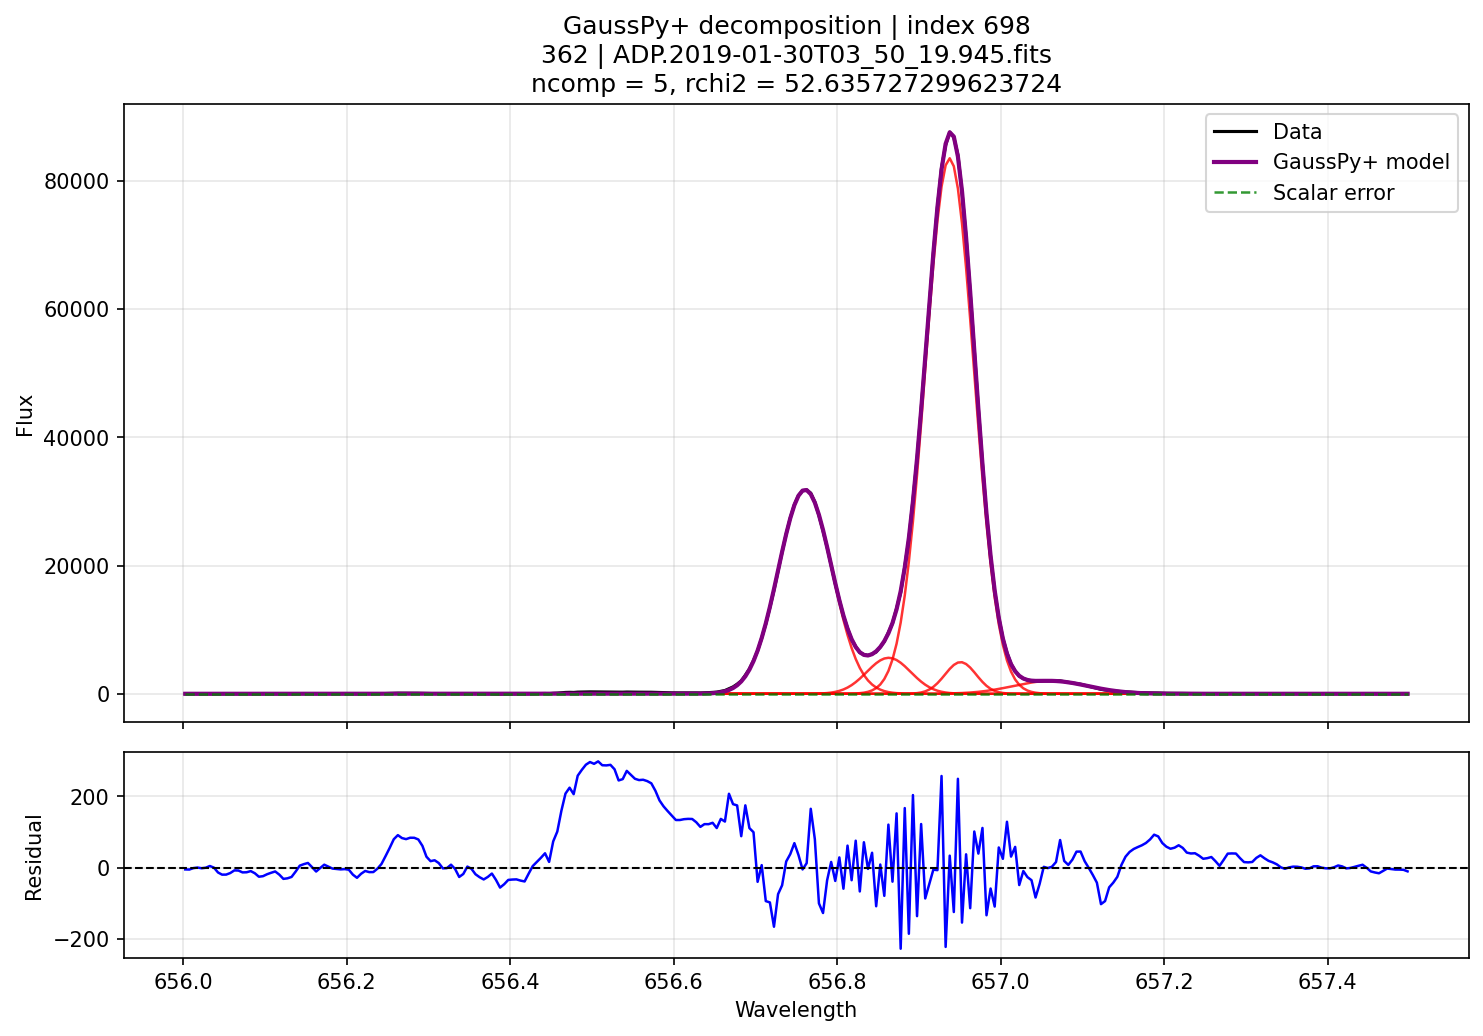 GaussPy+ decomposition | index 698
362 | ADP.2019-01-30T03_50_19.945.fits
ncomp = 5, rchi2 = 52.635727299623724
Data
GaussPy+ model
Scalar error
Flux
80000
60000
40000
20000
0
Residual
200
0
−200
656.0 656.2 656.4 656.6 656.8 657.0 657.2 657.4
Wavelength